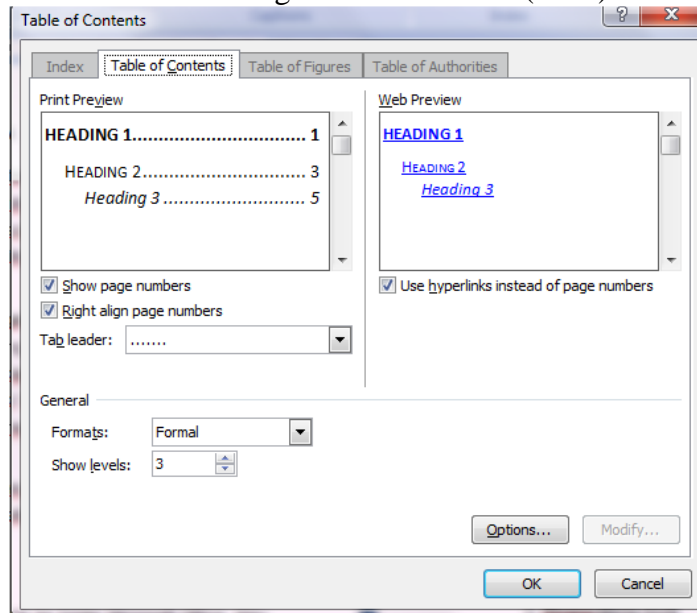 Table of Contents
Index
Table of Contents
Table of Figures
Table of Authorities
Print Preview
HEADING 1................................. 1
HEADING 2............................... 3
Heading 3 ........................... 5
Show page numbers
Right align page numbers
Tab leader: .......
Web Preview
HEADING 1
HEADING 2
Heading 3
Use hyperlinks instead of page numbers
General
Formats: Formal
Show levels: 3
Options... Modify...
OK Cancel